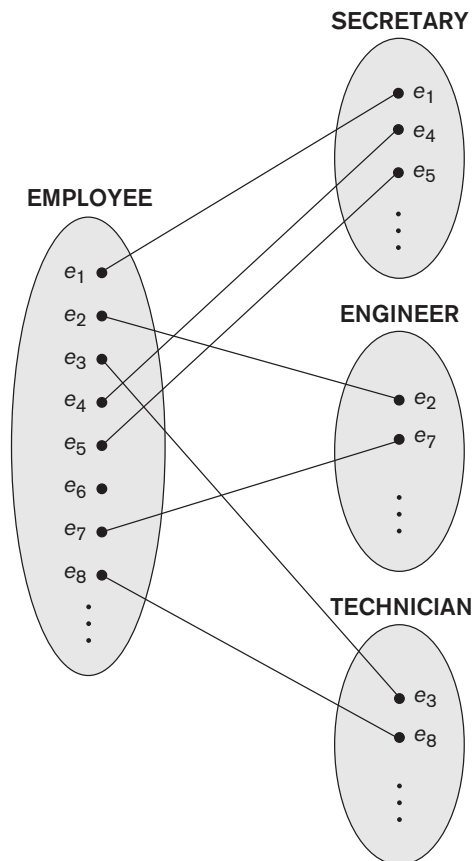 EMPLOYEE
e1
e2
e3
e4
e5
e6
e7
e8
SECRETARY
e1
e4
e5
ENGINEER
e2
e7
TECHNICIAN
e3
e8